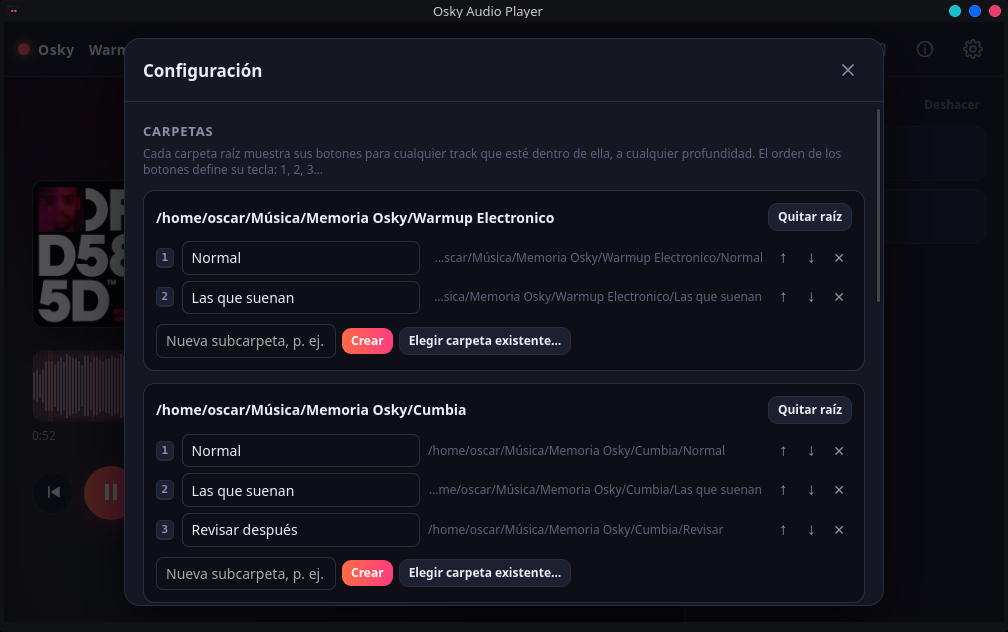 Osky Audio Player
Osky Warm
Configuración
Deshacer
CARPETAS
Cada carpeta raíz muestra sus botones para cualquier track que esté dentro de ella, a cualquier profundidad. El orden de los
botones define su tecla: 1, 2, 3...
/home/oscar/Música/Memoria Osky/Warmup Electronico
Quitar raíz
1 Normal ...scar/Música/Memoria Osky/Warmup Electronico/Normal ↑ ↓ ×
2 Las que suenan ...sica/Memoria Osky/Warmup Electronico/Las que suenan ↑ ↓ ×
Nueva subcarpeta, p. ej. Crear Elegir carpeta existente...
/home/oscar/Música/Memoria Osky/Cumbia
Quitar raíz
1 Normal /home/oscar/Música/Memoria Osky/Cumbia/Normal ↑ ↓ ×
2 Las que suenan ...me/oscar/Música/Memoria Osky/Cumbia/Las que suenan ↑ ↓ ×
3 Revisar después /home/oscar/Música/Memoria Osky/Cumbia/Revisar ↑ ↓ ×
Nueva subcarpeta, p. ej. Crear Elegir carpeta existente...
D58
5D™
0:52